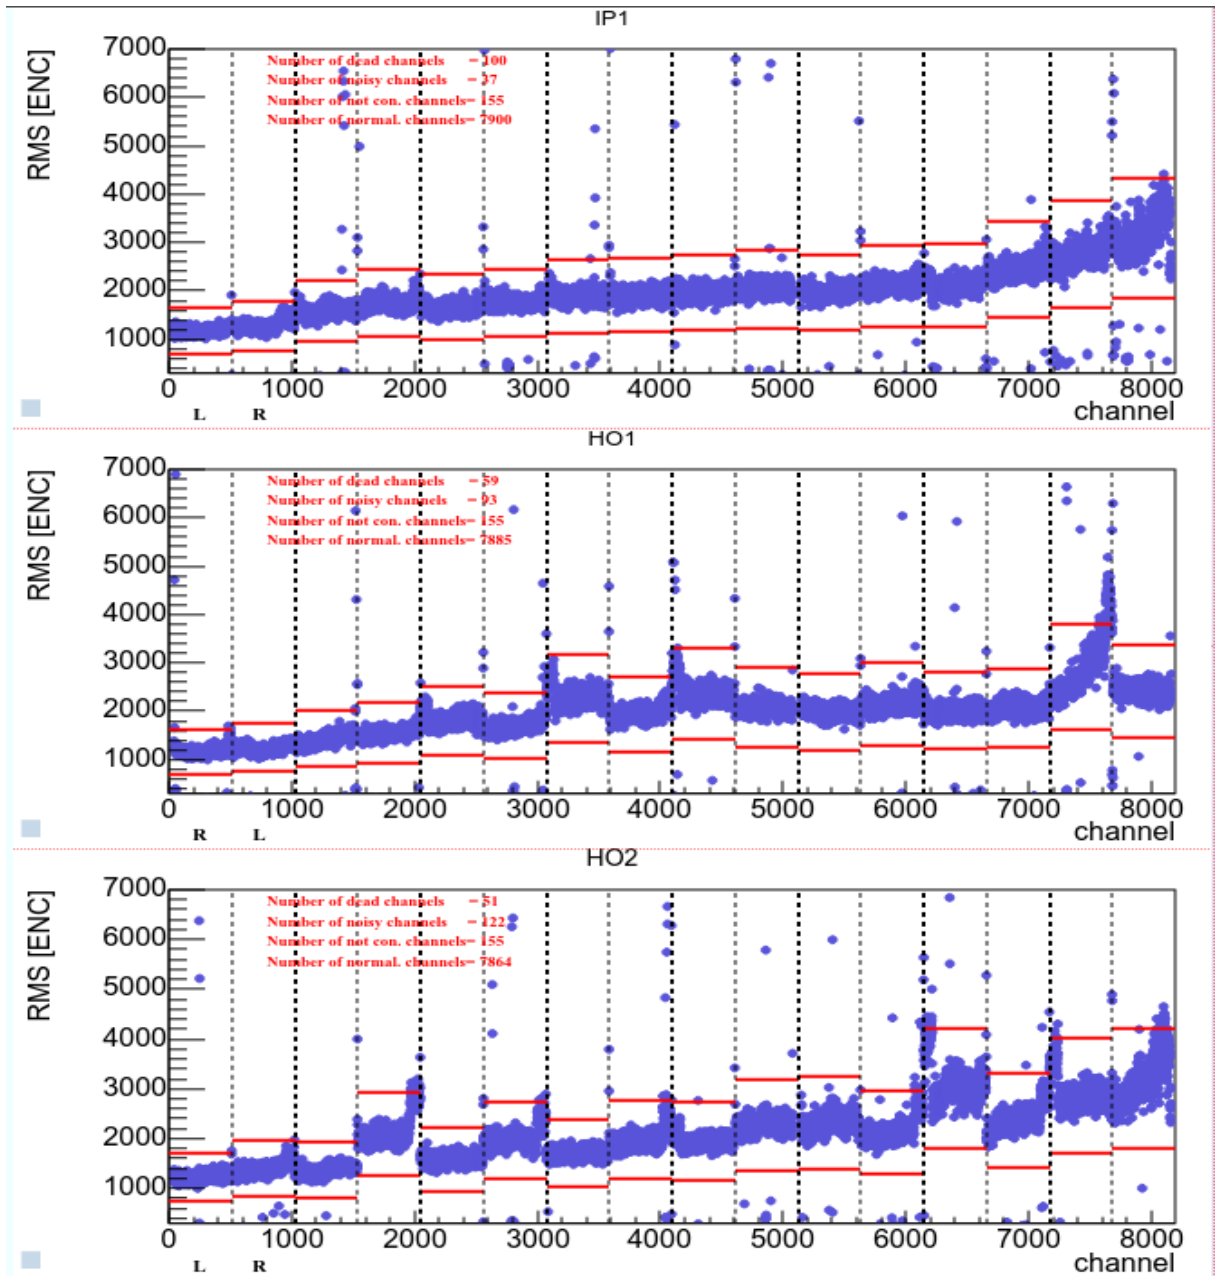 IP1
RMS [ENC]
7000
6000
5000
4000
3000
2000
1000
Number of dead channels = 100
Number of noisy channels = 37
Number of not con. channels= 155
Number of normal. channels= 7900
0 1000 2000 3000 4000 5000 6000 7000 8000
L R
channel
HO1
RMS [ENC]
7000
6000
5000
4000
3000
2000
1000
Number of dead channels = 59
Number of noisy channels = 93
Number of not con. channels= 155
Number of normal. channels= 7885
0 1000 2000 3000 4000 5000 6000 7000 8000
R L
channel
HO2
RMS [ENC]
7000
6000
5000
4000
3000
2000
1000
Number of dead channels = 51
Number of noisy channels = 122
Number of not con. channels= 155
Number of normal. channels= 7864
0 1000 2000 3000 4000 5000 6000 7000 8000
L R
channel